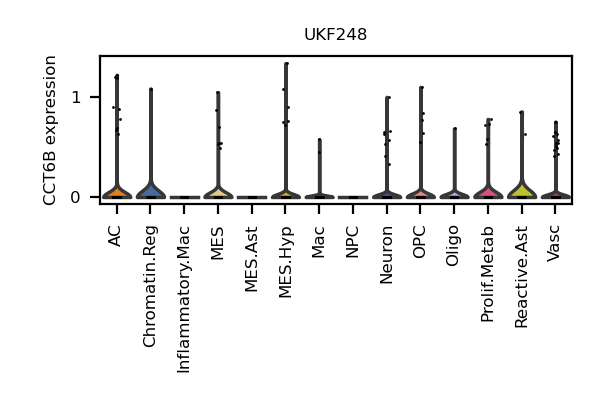 UKF248
CCT6B expression
1
0
AC
Chromatin.Reg
Inflammatory.Mac
MES
MES.Ast
MES.Hyp
Mac
NPC
Neuron
OPC
Oligo
Prolif.Metab
Reactive.Ast
Vasc